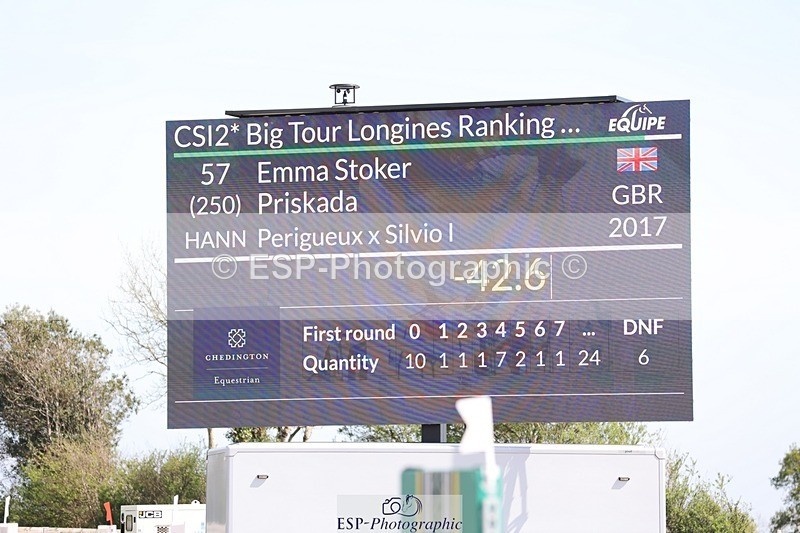 CSI2* Big Tour Longines Ranking ... EQUIPE
57 Emma Stoker
(250) Priskada GBR
HANN Perigueux x Silvio I 2017
© ESP-Photographic ©
-42.6
First round 0 1 2 3 4 5 6 7 ... DNF
Quantity 10 1 1 1 7 2 1 1 24 6
CHEDINGTON
Equestrian
JCB
ESP-Photographic